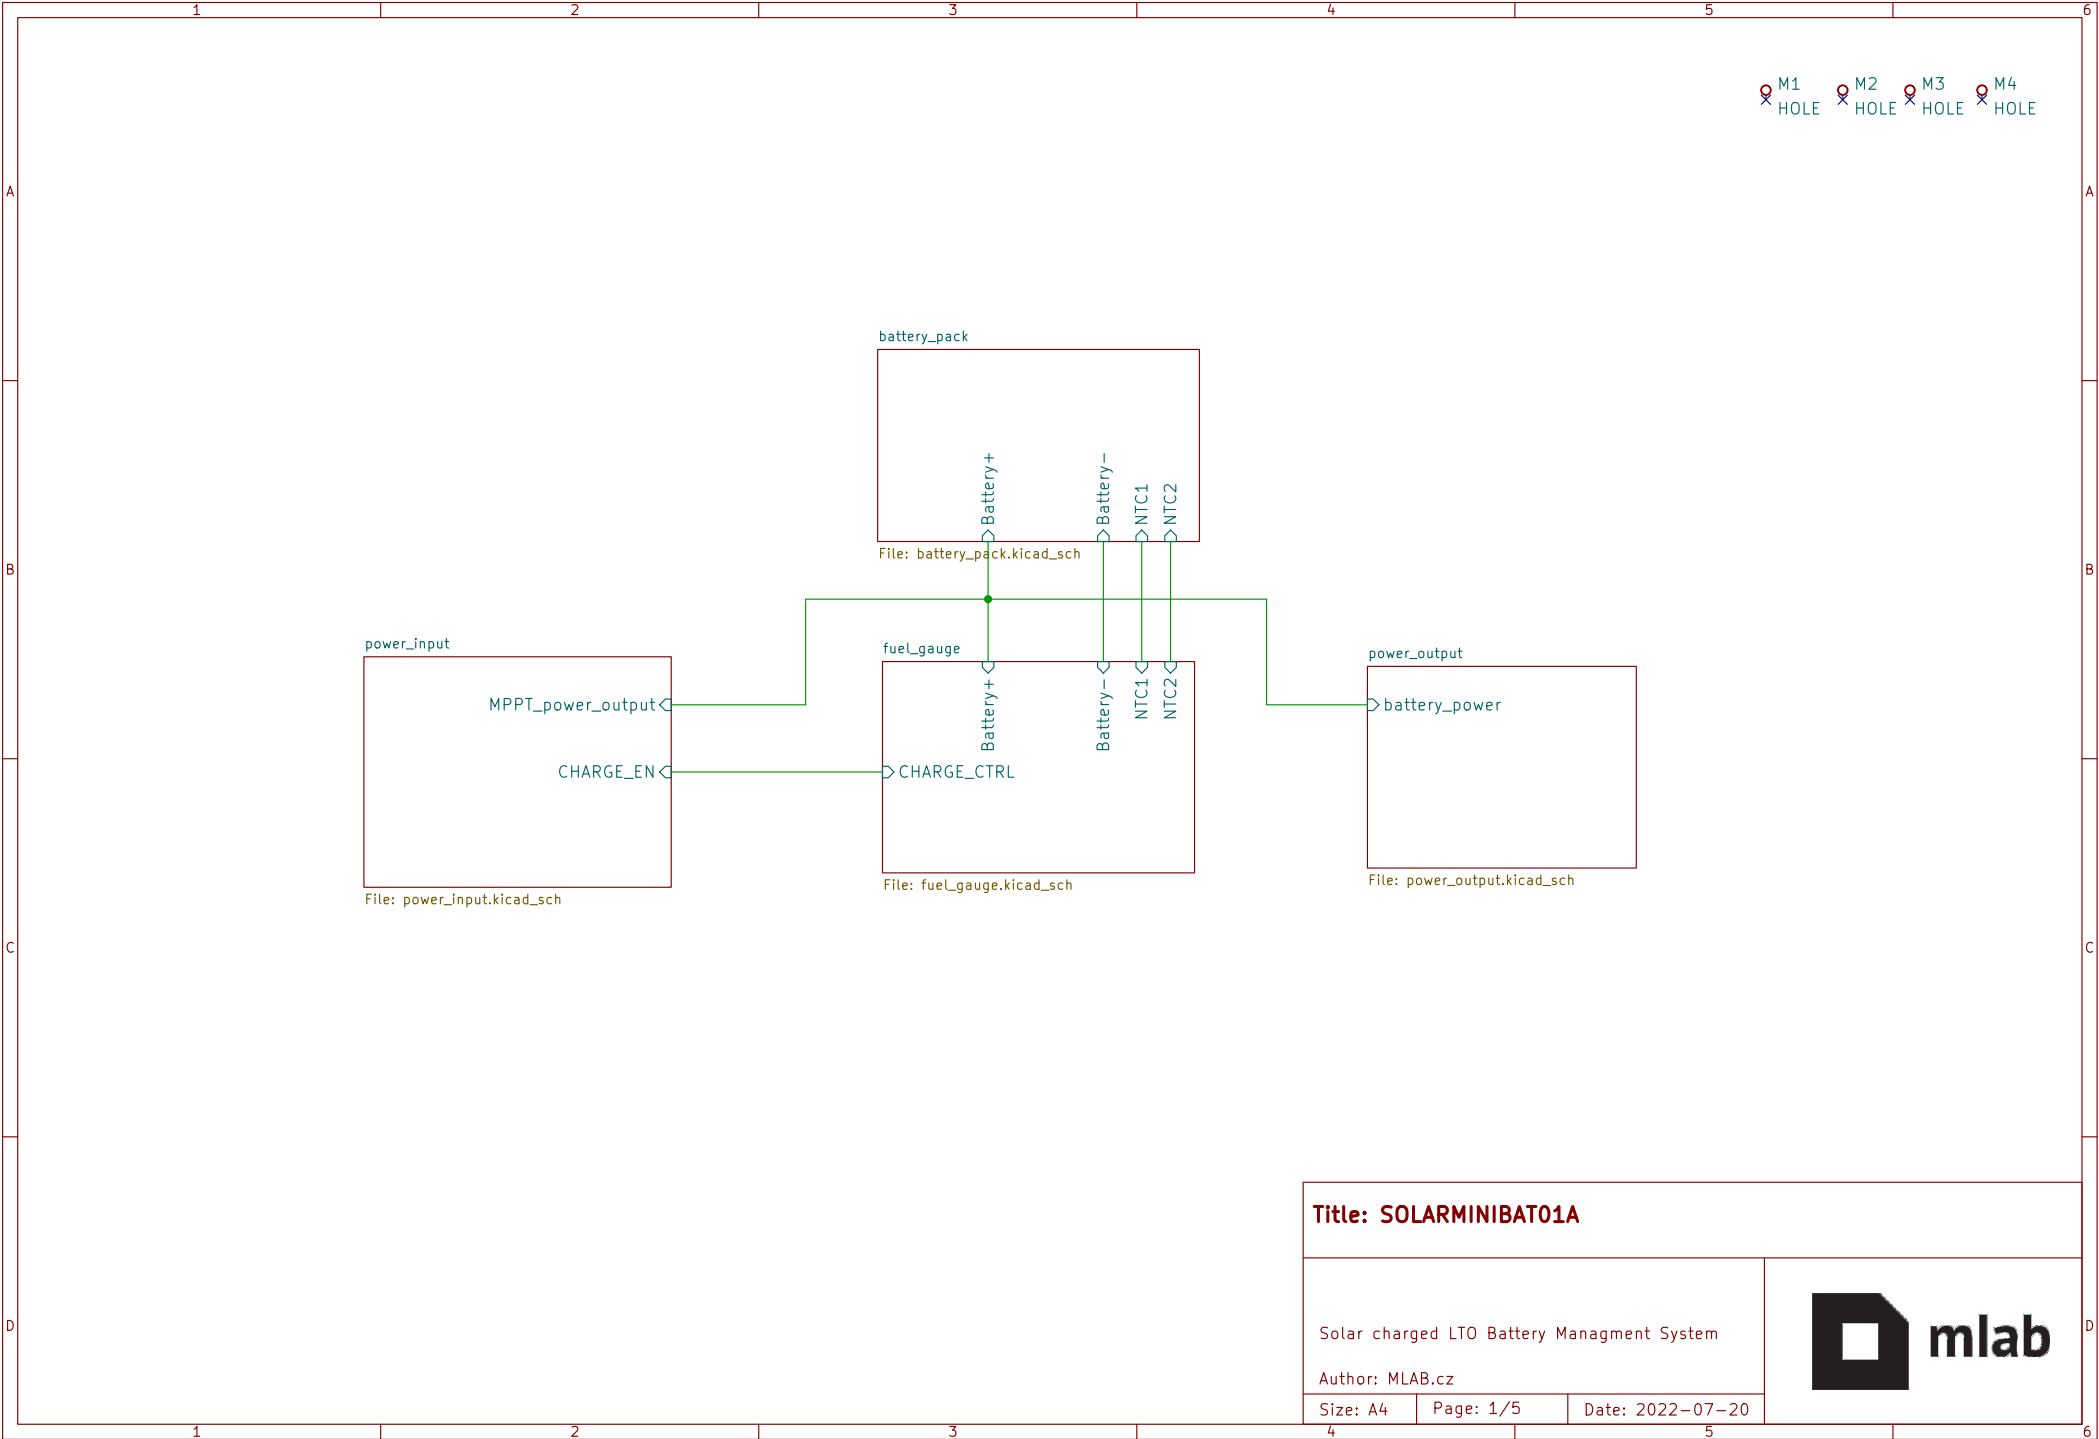 1 2 3 4 5 6
M1 M2 M3 M4
HOLE HOLE HOLE HOLE
A A
battery_pack
Battery+ Battery- NTC1 NTC2
File: battery_pack.kicad_sch
B B
power_input
MPPT_power_output
CHARGE_EN
File: power_input.kicad_sch
fuel_gauge
Battery+ Battery- NTC1 NTC2
CHARGE_CTRL
File: fuel_gauge.kicad_sch
power_output
battery_power
File: power_output.kicad_sch
C C
Title: SOLARMINIBAT01A
Solar charged LTO Battery Managment System
Author: MLAB.cz
Size: A4 Page: 1/5 Date: 2022-07-20
mlab
D D
1 2 3 4 5 6